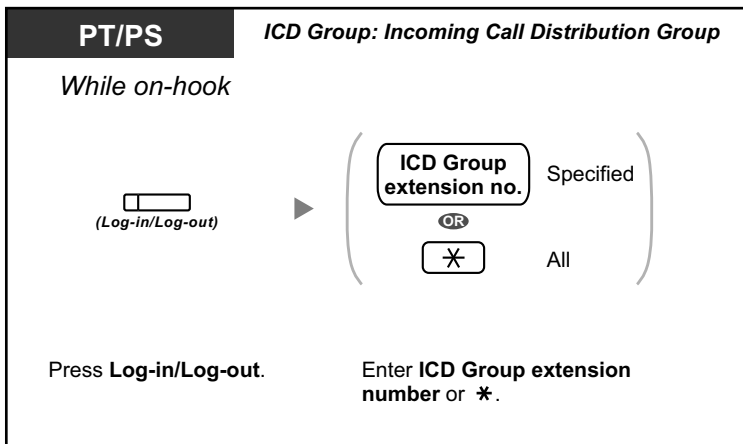 PT/PS
ICD Group: Incoming Call Distribution Group
While on-hook
(Log-in/Log-out)
ICD Group
extension no.
Specified
OR
*
All
Press Log-in/Log-out.
Enter ICD Group extension
number or *.